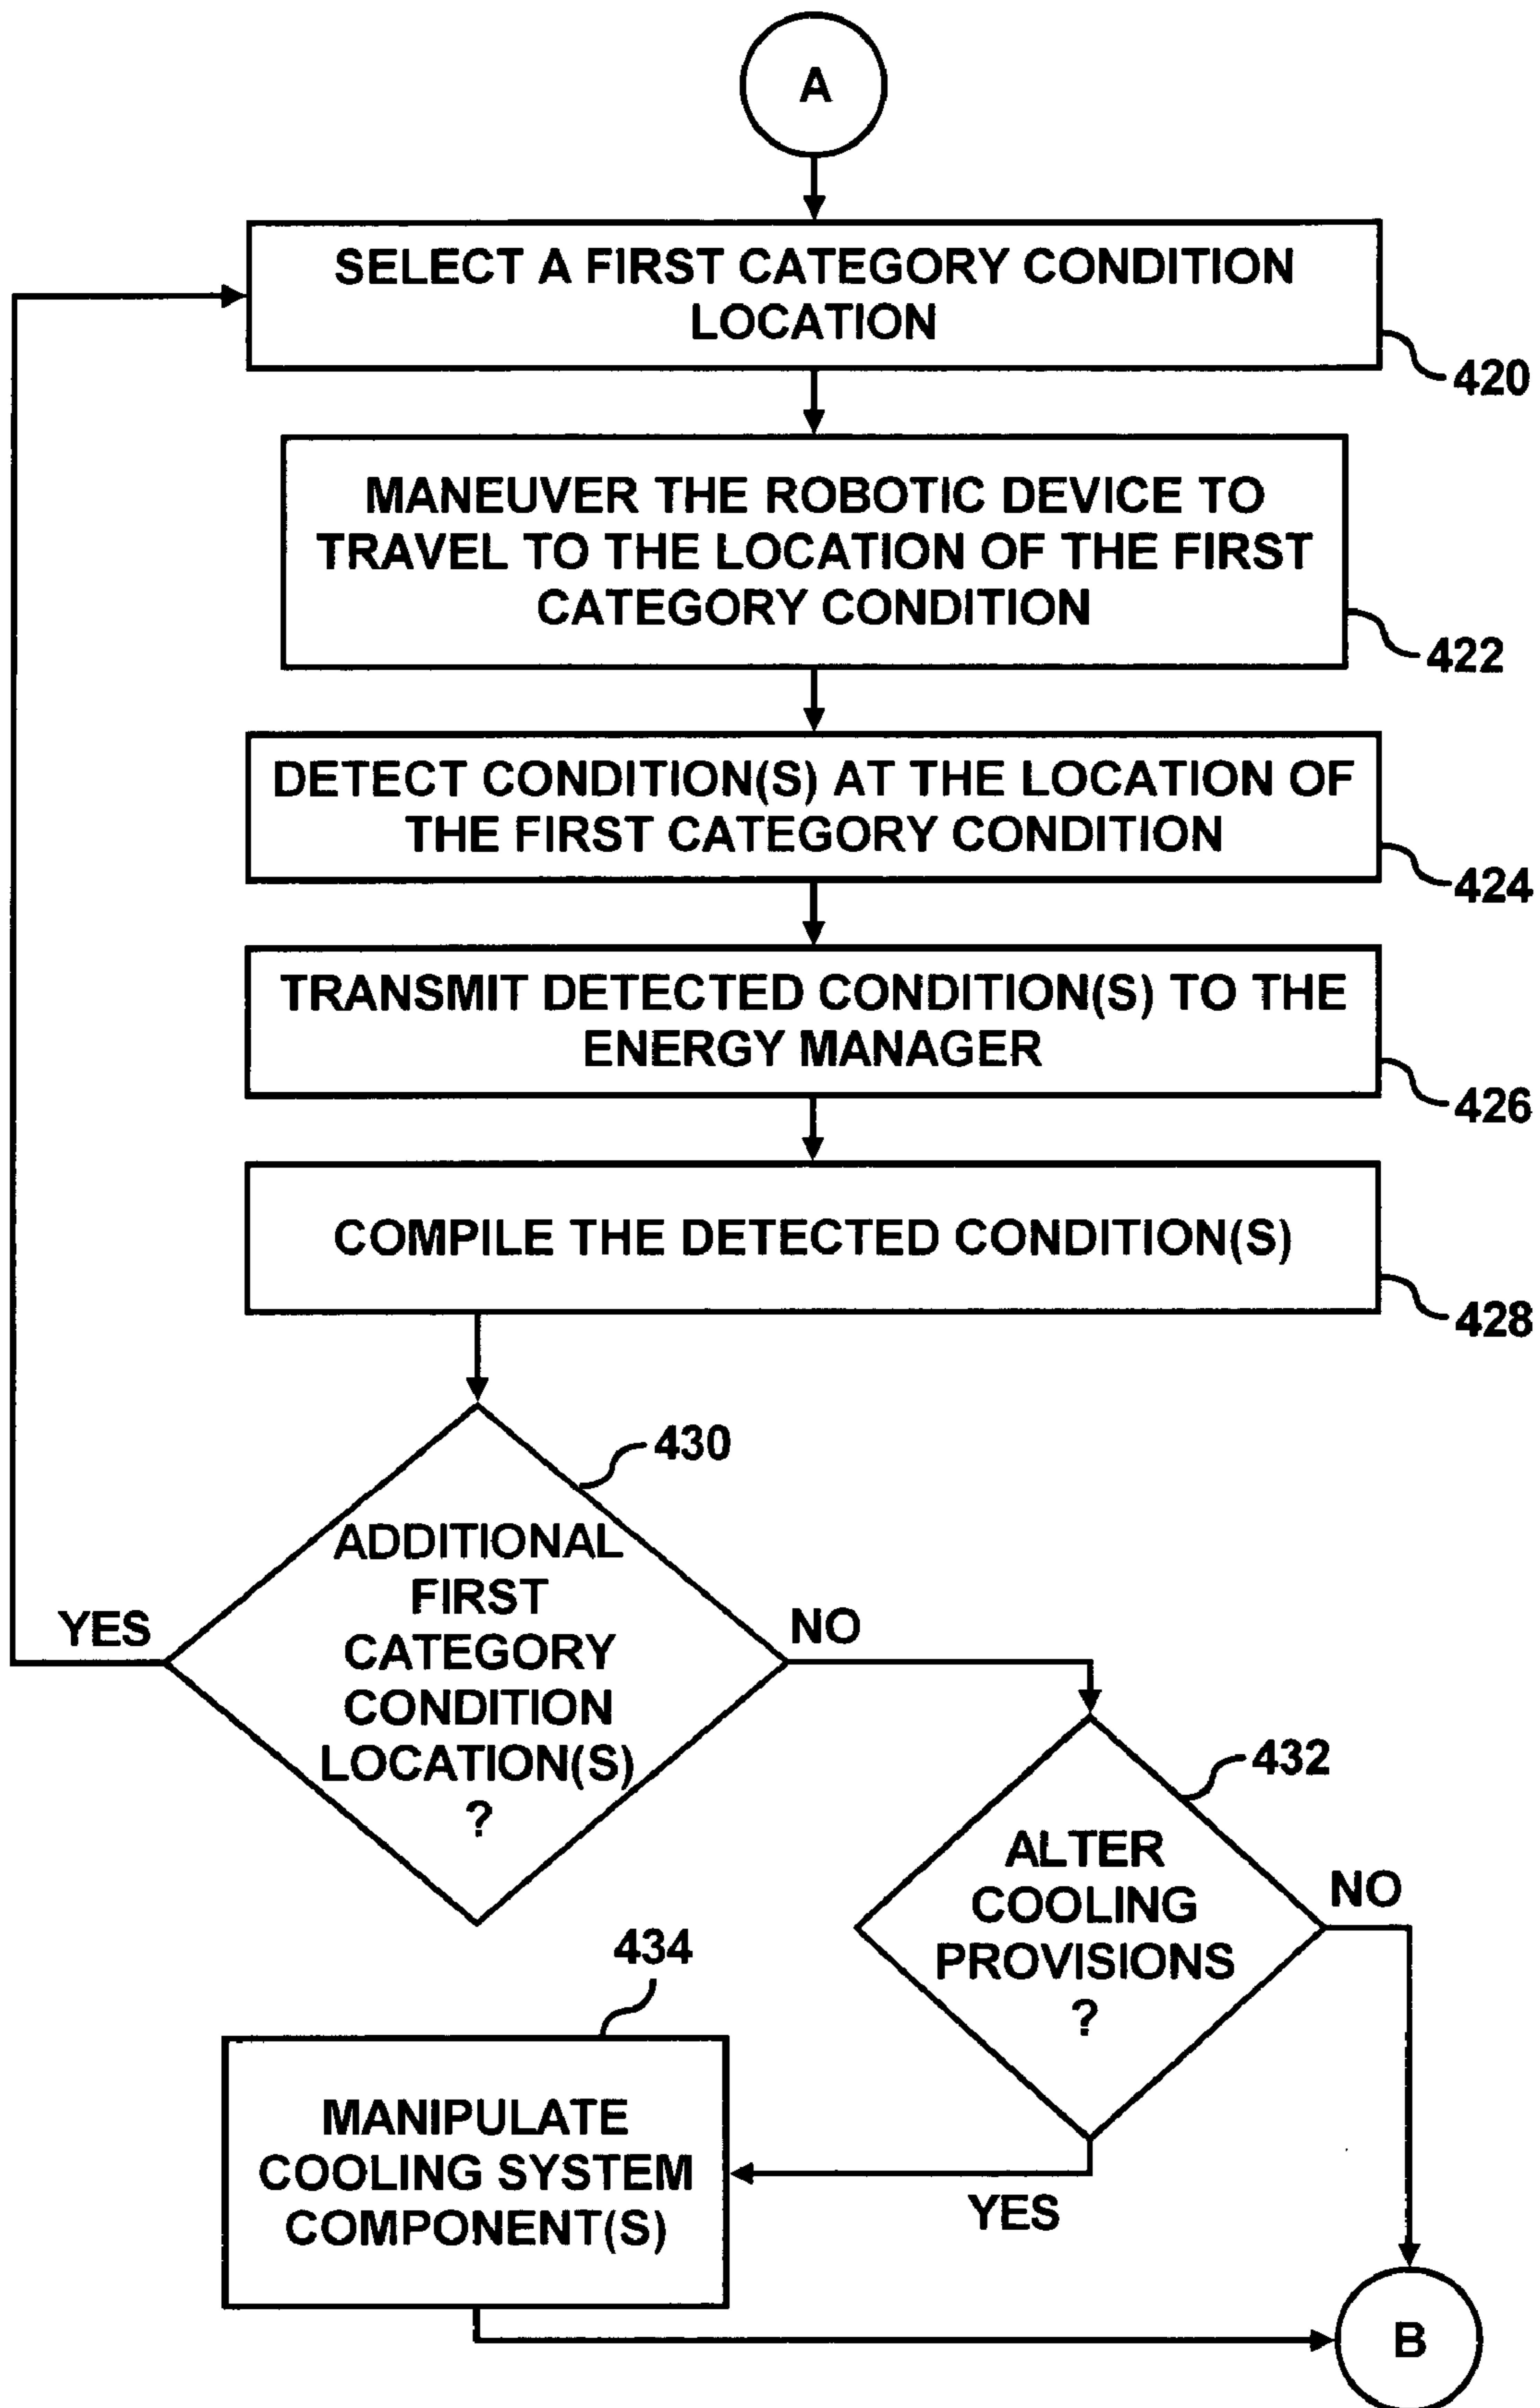 A
SELECT A FIRST CATEGORY CONDITION
LOCATION
420
MANEUVER THE ROBOTIC DEVICE TO
TRAVEL TO THE LOCATION OF THE FIRST
CATEGORY CONDITION
422
DETECT CONDITION(S) AT THE LOCATION OF
THE FIRST CATEGORY CONDITION
424
TRANSMIT DETECTED CONDITION(S) TO THE
ENERGY MANAGER
426
COMPILE THE DETECTED CONDITION(S)
428
430
ADDITIONAL
FIRST
CATEGORY
CONDITION
LOCATION(S)
?
YES
NO
432
ALTER
COOLING
PROVISIONS
?
NO
YES
434
MANIPULATE
COOLING SYSTEM
COMPONENT(S)
B